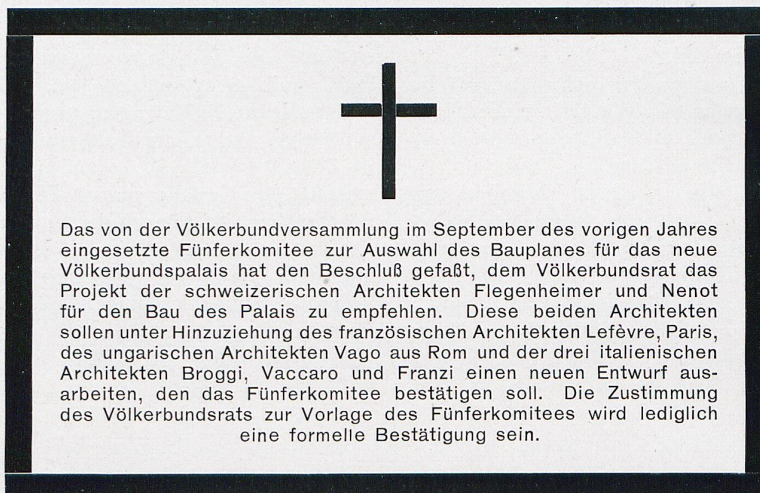 Das von der Völkerbundversammlung im September des vorigen Jahres
eingesetzte Fünferkomitee zur Auswahl des Bauplanes für das neue
Völkerbundspalais hat den Beschluß gefaßt, dem Völkerbundsrat das
Projekt der schweizerischen Architekten Flegenheimer und Nenot
für den Bau des Palais zu empfehlen. Diese beiden Architekten
sollen unter Hinzuziehung des französischen Architekten Lefèvre, Paris,
des ungarischen Architekten Vago aus Rom und der drei italienischen
Architekten Broggi, Vaccaro und Franzi einen neuen Entwurf aus-
arbeiten, den das Fünferkomitee bestätigen soll. Die Zustimmung
des Völkerbundsrats zur Vorlage des Fünferkomitees wird lediglich
eine formelle Bestätigung sein.